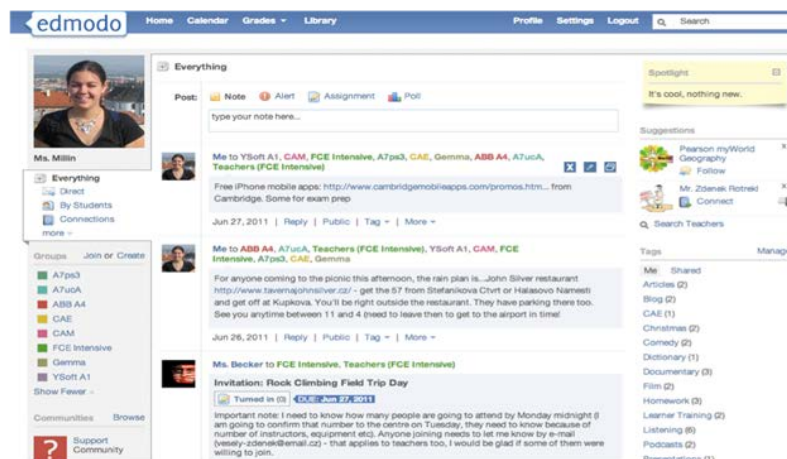 edmodo
Home Calendar Grades Library
Profile Settings Logout Search
Ms. Millin
Everything
Direct
By Students
Connections
more
Groups Join or Create
A7ps3
A7ucA
ABB A4
CAE
CAM
FCE Intensive
Gemma
YSoft A1
Show Fewer
Communities Browse
Support
Community
Everything
Post: Note Alert Assignment Poll
type your note here...
Me to YSoft A1, CAM, FCE Intensive, A7ps3, CAE, Gemma, ABB A4, A7ucA,
Teachers (FCE Intensive)
Free iPhone mobile apps: http://www.cambridgemobileapps.com/promos.htm... from
Cambridge. Some for exam prep
Jun 27, 2011 | Reply | Public | Tag | More
Me to ABB A4, A7ucA, Teachers (FCE Intensive), YSoft A1, CAM, FCE
Intensive, A7ps3, CAE, Gemma
For anyone coming to the picnic this afternoon, the rain plan is...John Silver restaurant
http://www.tavernajohnsilver.cz/ - get the 57 from Stefanikova Ctvrt or Halasovo Namesti
and get off at Kupkova. You'll be right outside the restaurant. They have parking there too.
See you anytime between 11 and 4 (need to leave then to get to the airport in time!
Jun 26, 2011 | Reply | Public | Tag | More
Ms. Becker to FCE Intensive, Teachers (FCE Intensive)
Invitation: Rock Climbing Field Trip Day
Turned in (0) DUE: Jun 27, 2011
Important note: I need to know how many people are going to attend by Monday midnight (I
am going to confirm that number to the centre on Tuesday, they need to know because of
number of instructors, equipment etc). Anyone joining needs to let me know by e-mail
(vesely-zdenek@email.cz) - that applies to teachers too, I would be glad if some of them were
willing to join.
Spotlight
It's cool, nothing new.
Suggestions
Pearson myWorld
Geography
Follow
Mr. Zdenek Rotrekl
Connect
Search Teachers
Tags Manage
Me Shared
Articles (2)
Blog (2)
CAE (1)
Christmas (2)
Comedy (2)
Dictionary (1)
Documentary (3)
Film (2)
Homework (3)
Learner Training (2)
Listening (6)
Podcasts (2)